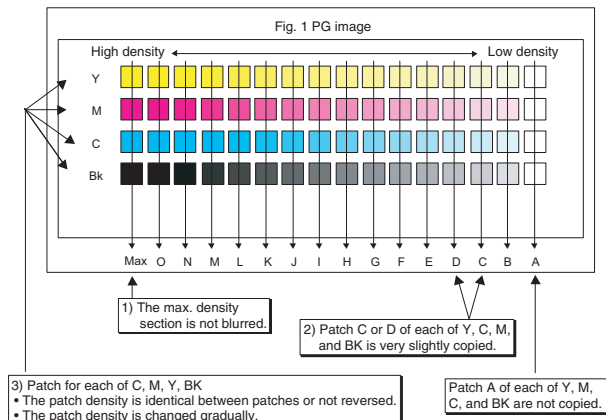 Fig. 1 PG image
High density Low density
Y
M
C
Bk
Max O N M L K J I H G F E D C B A
1) The max. density
section is not blurred.
2) Patch C or D of each of Y, C, M,
and BK is very slightly copied.
3) Patch for each of C, M, Y, BK
• The patch density is identical between patches or not reversed.
• The patch density is changed gradually.
Patch A of each of Y, M,
C, and BK are not copied.